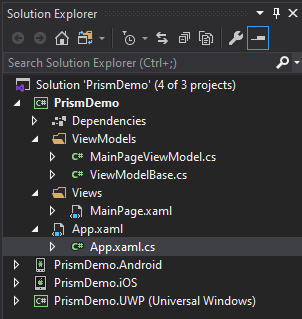 Solution Explorer
Search Solution Explorer (Ctrl+;)
Solution 'PrismDemo' (4 of 3 projects)
C# PrismDemo
Dependencies
ViewModels
C# MainPageViewModel.cs
C# ViewModelBase.cs
Views
MainPage.xaml
App.xaml
C# App.xaml.cs
PrismDemo.Android
PrismDemo.iOS
C# PrismDemo.UWP (Universal Windows)